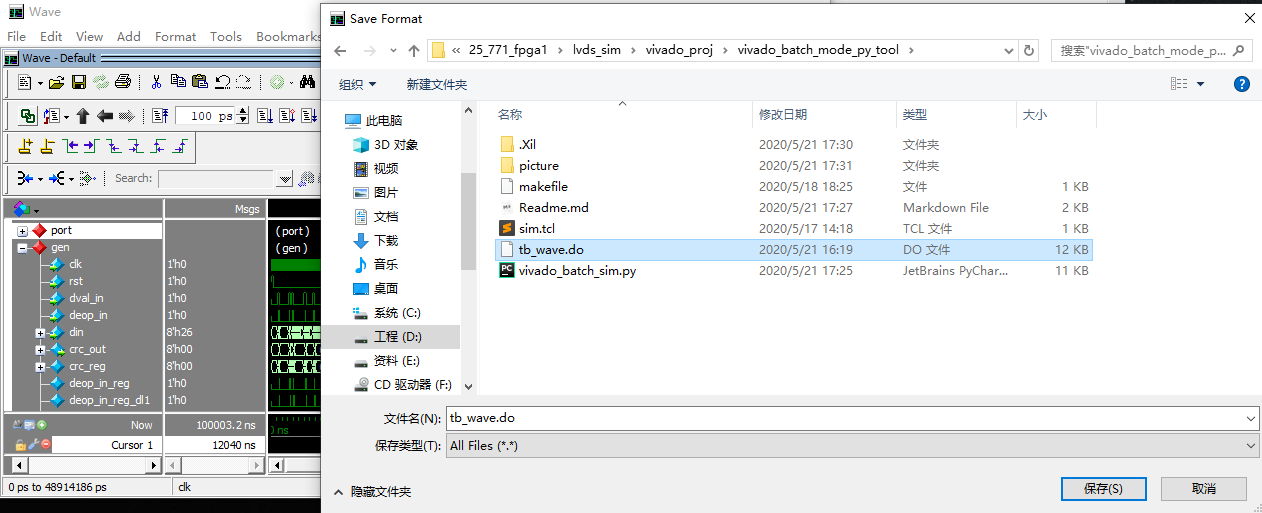 Wave
File Edit View Add Format Tools Bookmarks
Wave - Default
100 ps
Search:
Msgs
port
(port)
gen
(gen)
clk 1'h0
rst 1'h0
dval_in 1'h0
deop_in 1'h0
din 8'h26
crc_out 8'h00
crc_reg 8'h00
deop_in_reg 1'h0
deop_in_reg_dl1 1'h0
Now 100003.2 ns
ns
Cursor 1 12040 ns
0 ps to 48914186 ps clk
Save Format
« 25_771_fpga1 › lvds_sim › vivado_proj › vivado_batch_mode_py_tool ›
搜索"vivado_batch_mode_p...
组织 新建文件夹
此电脑
3D 对象
视频
图片
文档
下载
音乐
桌面
系统 (C:)
工程 (D:)
资料 (E:)
CD 驱动器 (F:)
名称 修改日期 类型 大小
.Xil 2020/5/21 17:30 文件夹
picture 2020/5/21 17:31 文件夹
makefile 2020/5/18 18:25 文件 1 KB
Readme.md 2020/5/21 17:27 Markdown File 2 KB
sim.tcl 2020/5/17 14:18 TCL 文件 1 KB
tb_wave.do 2020/5/21 16:19 DO 文件 12 KB
vivado_batch_sim.py 2020/5/21 17:25 JetBrains PyChar... 11 KB
文件名(N): tb_wave.do
保存类型(T): All Files (*.*)
隐藏文件夹
保存(S) 取消